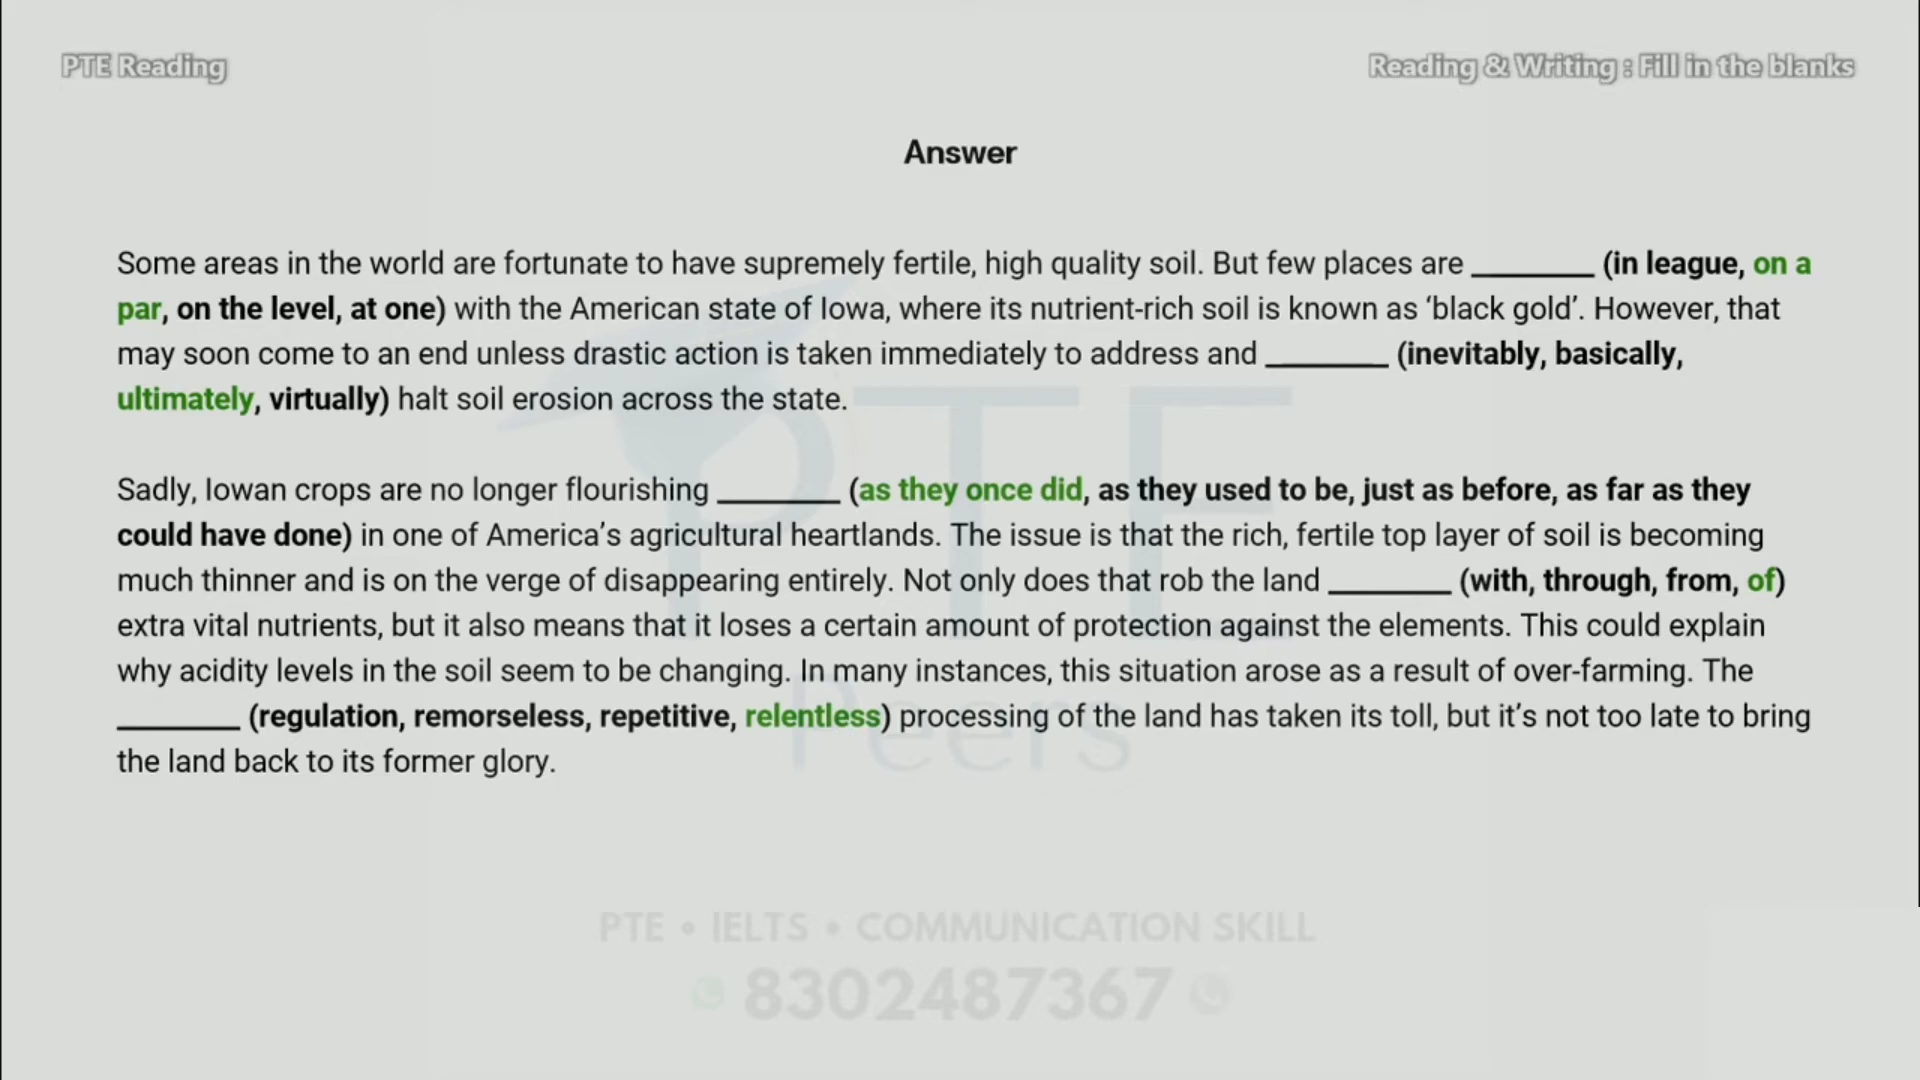 PTE Reading
Reading & Writing : Fill in the blanks
Answer
Some areas in the world are fortunate to have supremely fertile, high quality soil. But few places are ________ (in league, on a
par, on the level, at one) with the American state of Iowa, where its nutrient-rich soil is known as ‘black gold’. However, that
may soon come to an end unless drastic action is taken immediately to address and ________ (inevitably, basically,
ultimately, virtually) halt soil erosion across the state.
Sadly, Iowan crops are no longer flourishing ________ (as they once did, as they used to be, just as before, as far as they
could have done) in one of America’s agricultural heartlands. The issue is that the rich, fertile top layer of soil is becoming
much thinner and is on the verge of disappearing entirely. Not only does that rob the land ________ (with, through, from, of)
extra vital nutrients, but it also means that it loses a certain amount of protection against the elements. This could explain
why acidity levels in the soil seem to be changing. In many instances, this situation arose as a result of over-farming. The
________ (regulation, remorseless, repetitive, relentless) processing of the land has taken its toll, but it’s not too late to bring
the land back to its former glory.
PTE
Peers
PTE • IELTS • COMMUNICATION SKILL
8302487367